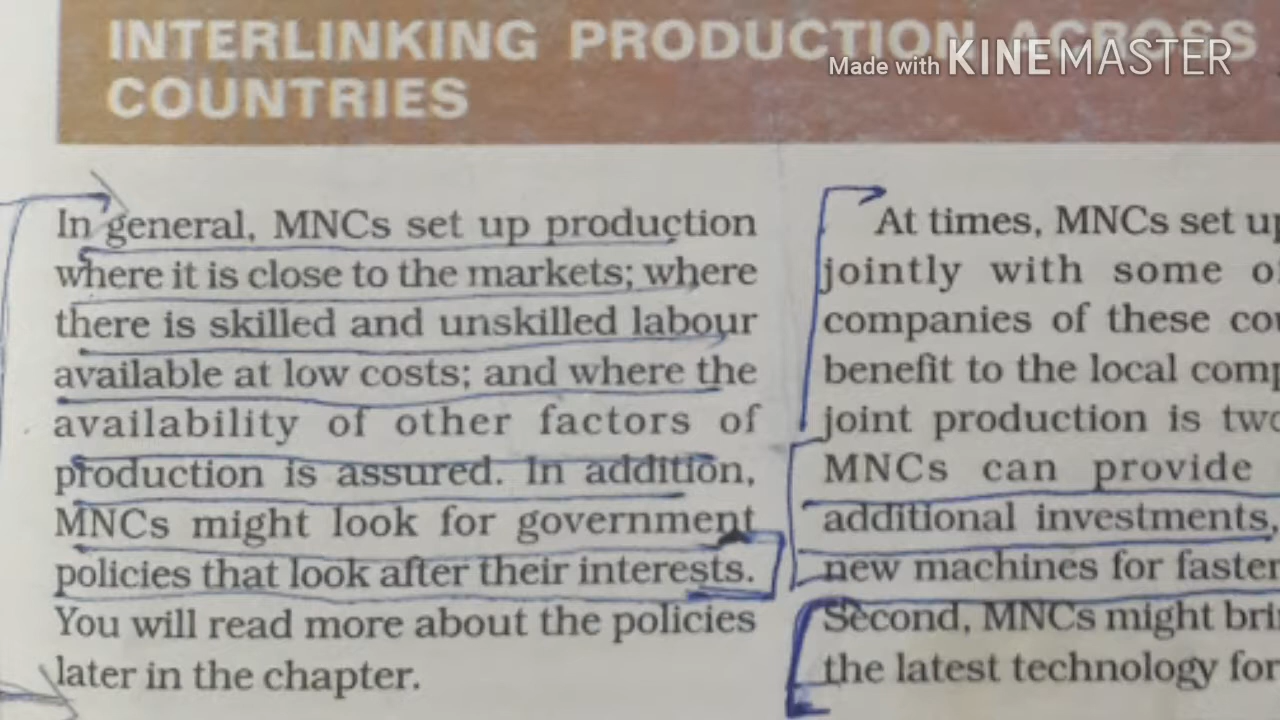 INTERLINKING PRODUCTION ACROSS
COUNTRIES
Made with KINEMASTER
In general, MNCs set up production
where it is close to the markets; where
there is skilled and unskilled labour
available at low costs; and where the
availability of other factors of
production is assured. In addition,
MNCs might look for government
policies that look after their interests.
You will read more about the policies
later in the chapter.
At times, MNCs set up
jointly with some
companies of these
benefit to the local
joint production is
MNCs can provide
additional investments,
new machines for faster
Second, MNCs might
the latest technology for